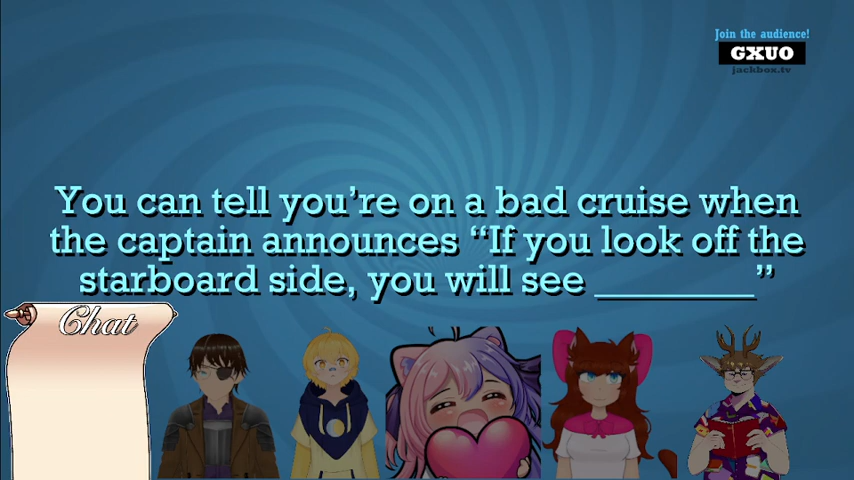 Join the audience!
GXUO
jackbox.tv
You can tell you’re on a bad cruise when
the captain announces “If you look off the
starboard side, you will see ________”
Chat